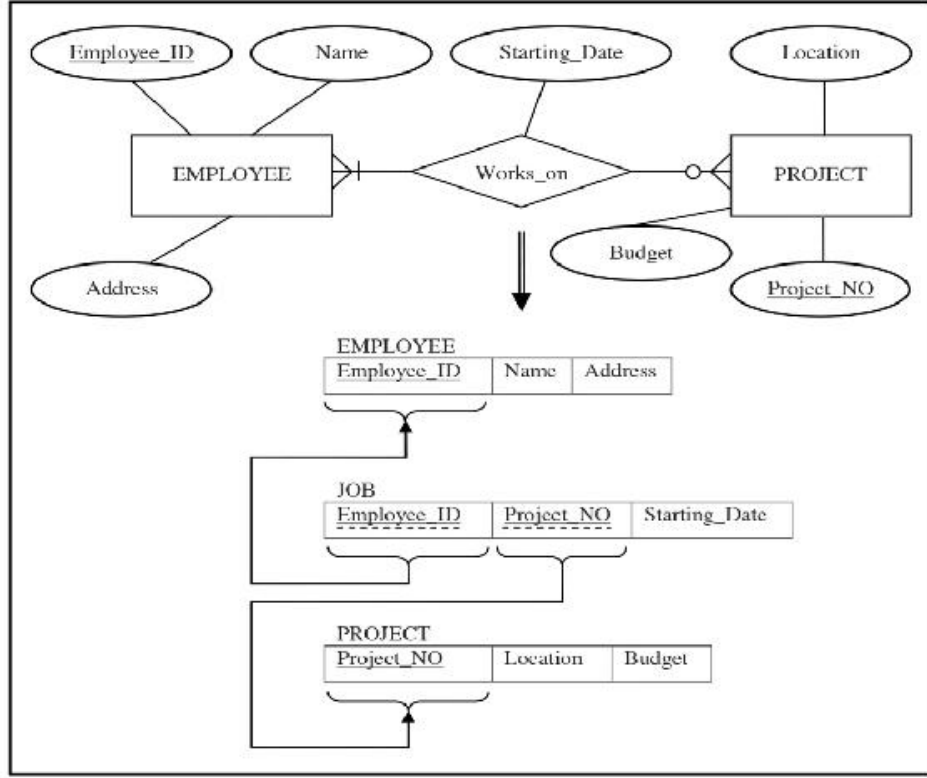 Employee_ID Name Starting_Date Location
EMPLOYEE Works_on PROJECT
Budget
Address Project_NO
EMPLOYEE
Employee_ID Name Address
JOB
Employee_ID Project_NO Starting_Date
PROJECT
Project_NO Location Budget